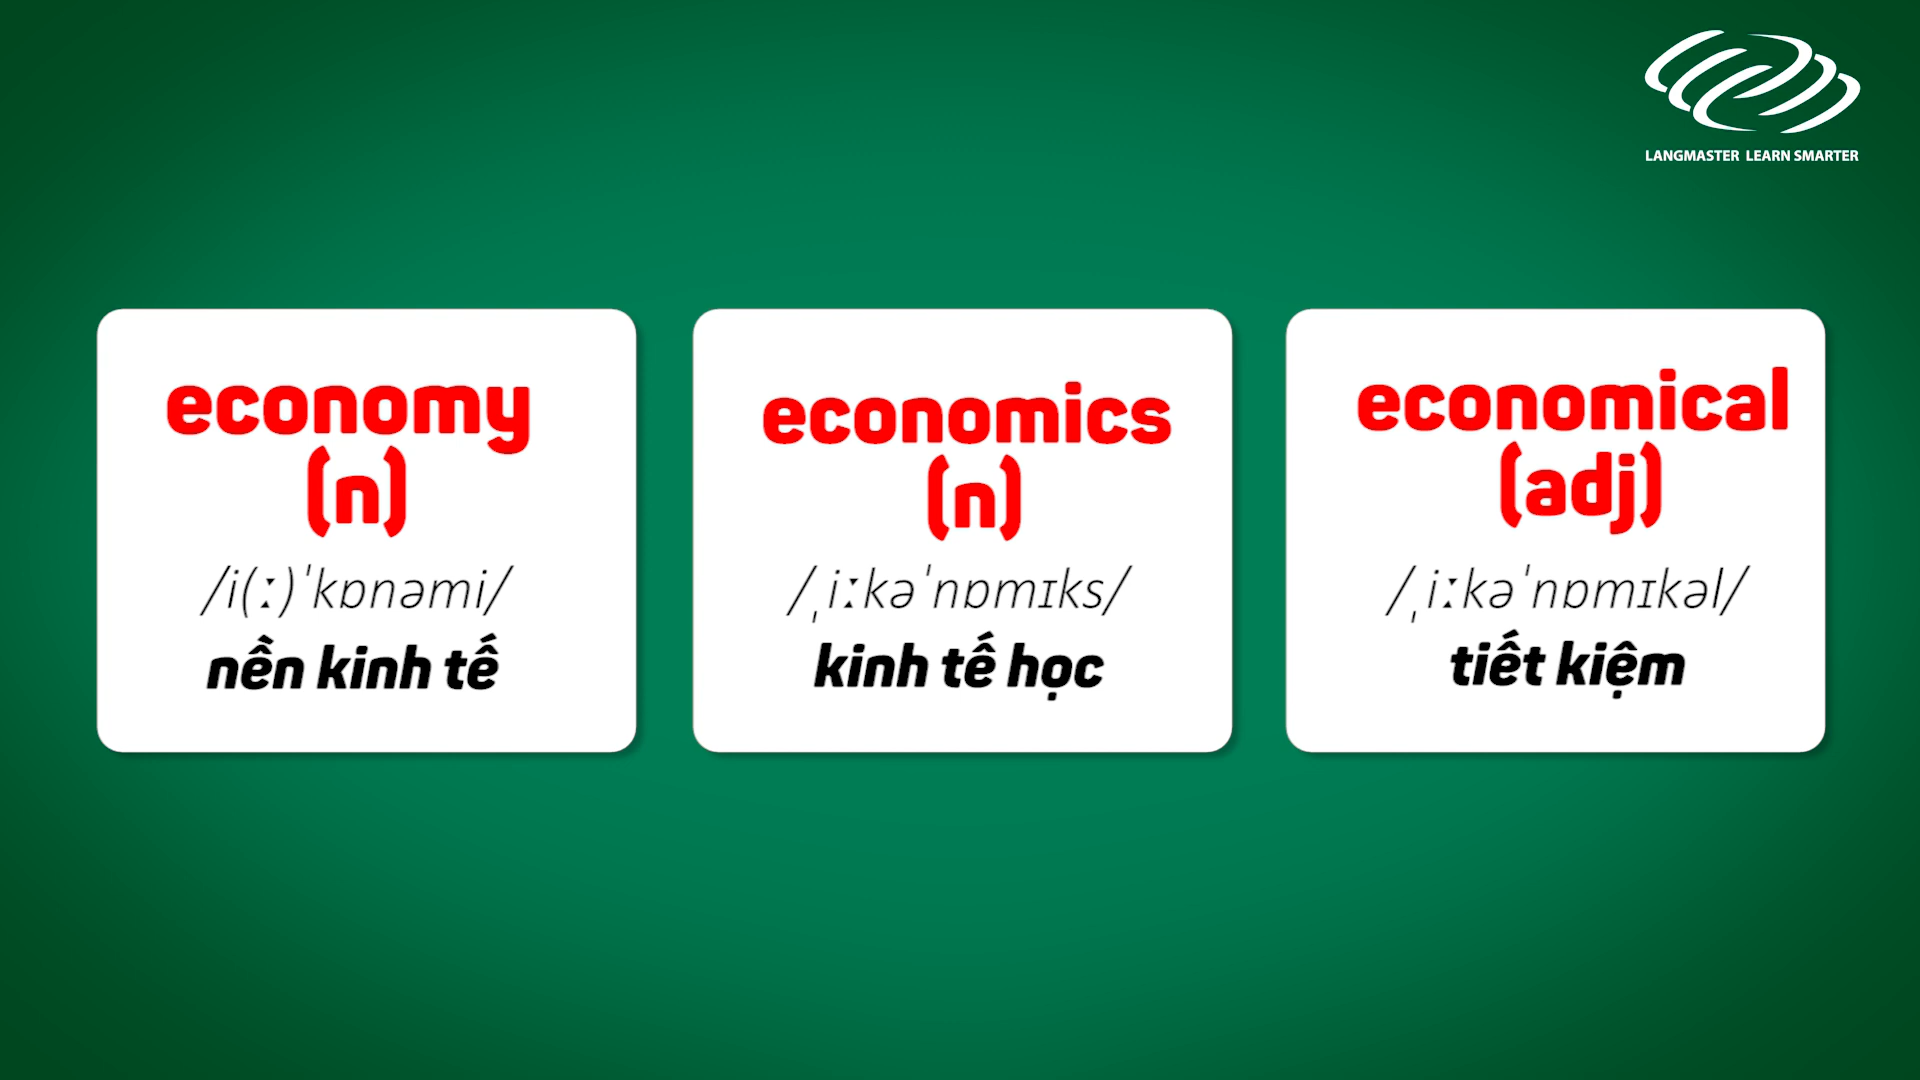 LANGMASTER LEARN SMARTER
economy
(n)
/i(ː)ˈkɒnəmi/
nền kinh tế
economics
(n)
/ˌiːkəˈnɒmɪks/
kinh tế học
economical
(adj)
/ˌiːkəˈnɒmɪkəl/
tiết kiệm